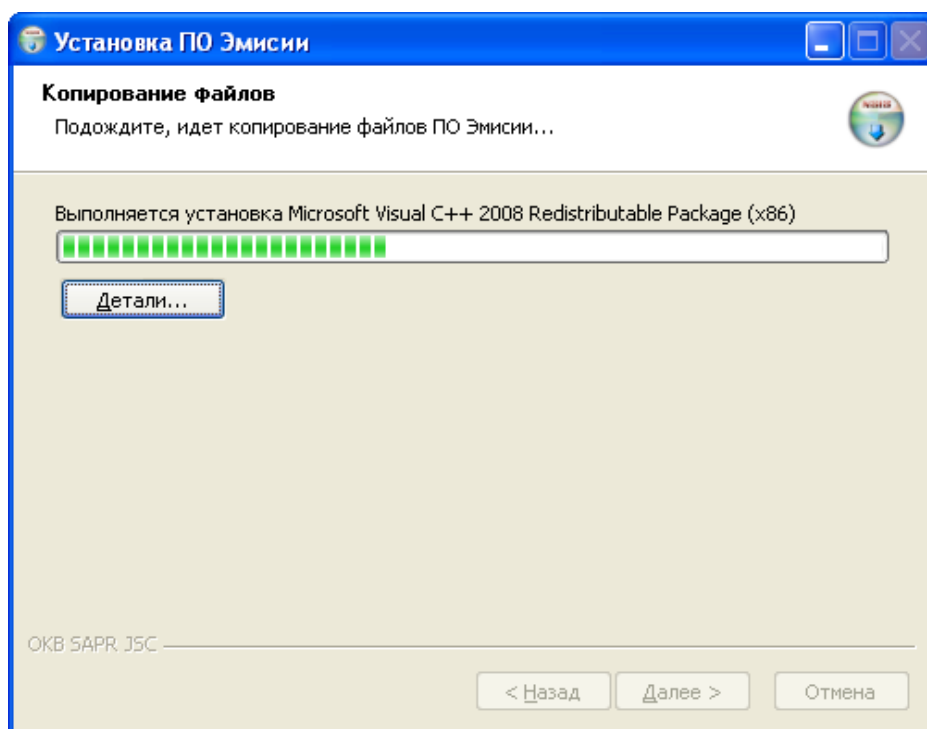 Установка ПО Эмисии
Копирование файлов
Подождите, идет копирование файлов ПО Эмисии...
Выполняется установка Microsoft Visual C++ 2008 Redistributable Package (x86)
Детали...
OKB SAPR JSC
< Назад
Далее >
Отмена